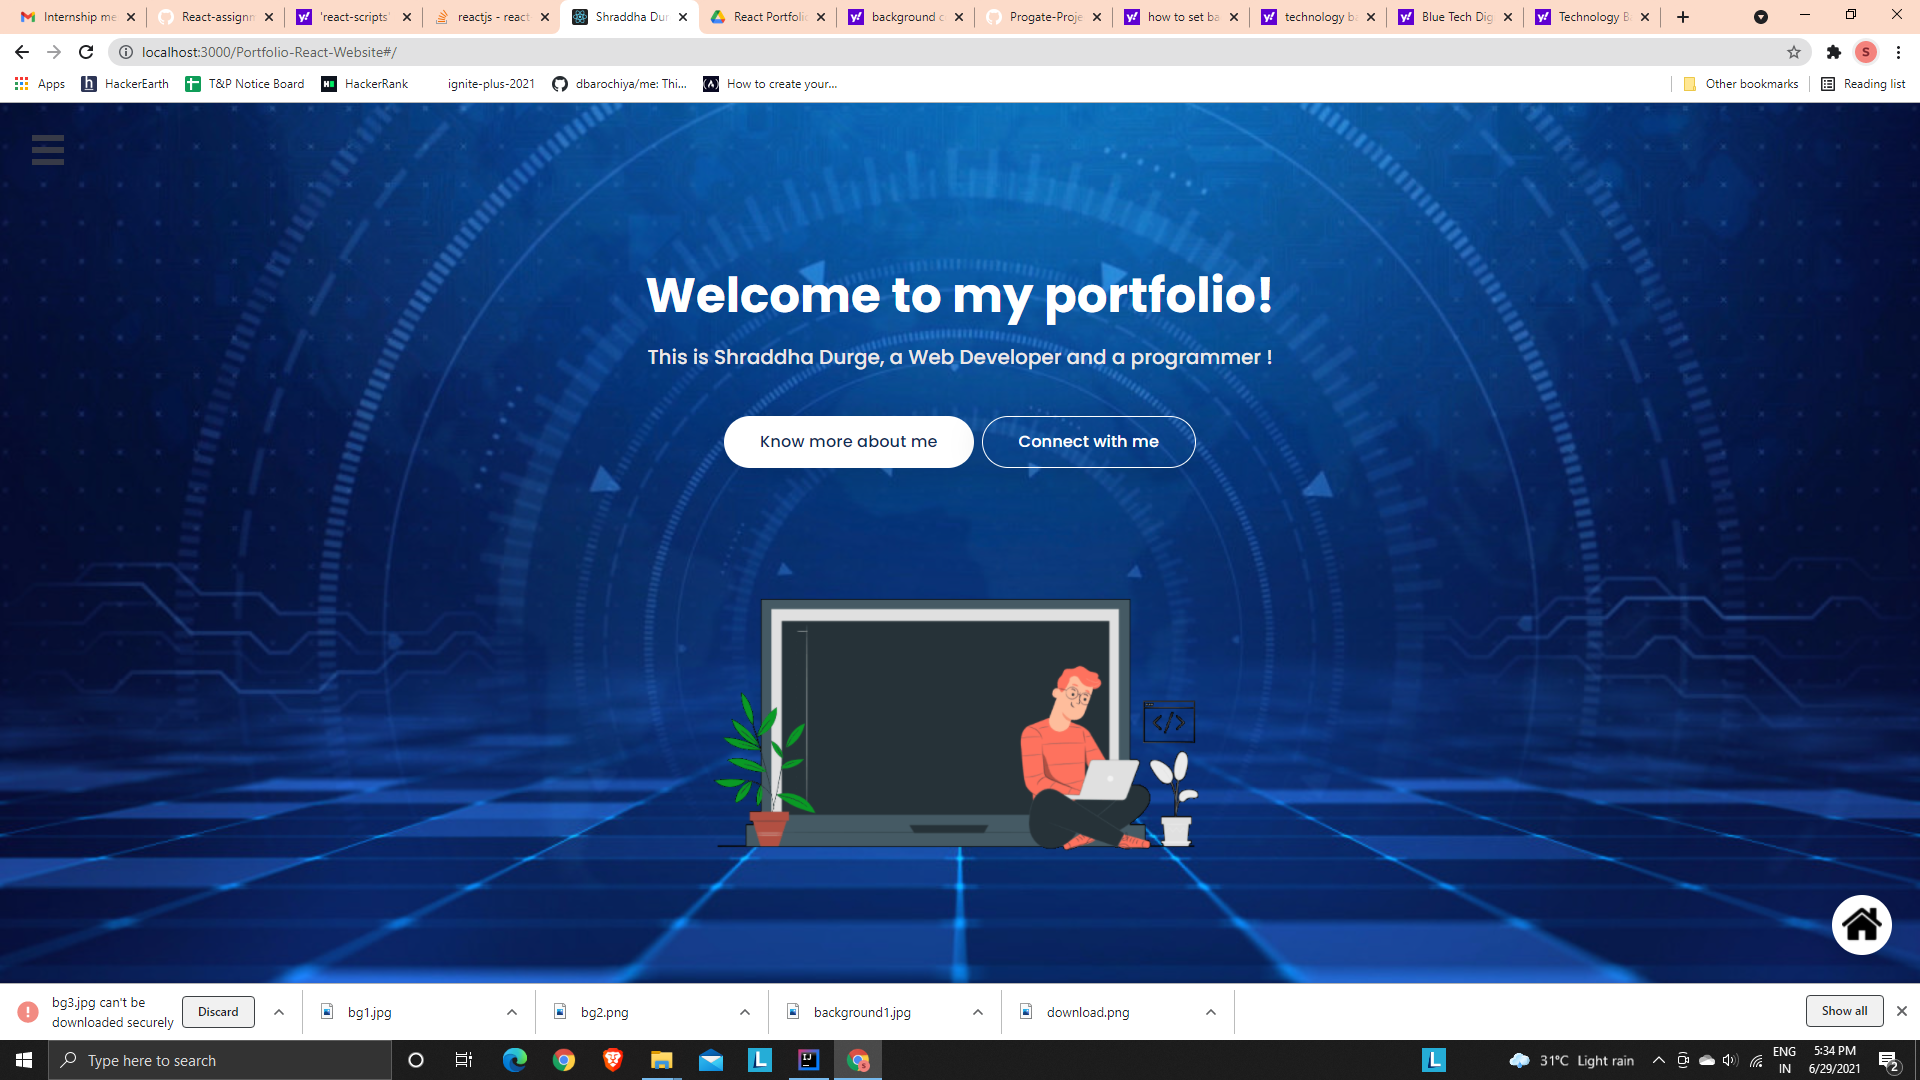 Internship me
React-assignm
'react-scripts'
reactjs - react
Shraddha Dur
React Portfoli
background c
Progate-Proje
how to set ba
technology ba
Blue Tech Dig
Technology B
localhost:3000/Portfolio-React-Website#/
S
Apps
HackerEarth
T&P Notice Board
HackerRank
ignite-plus-2021
dbarochiya/me: Thi...
How to create your...
Other bookmarks
Reading list
Welcome to my portfolio!
This is Shraddha Durge, a Web Developer and a programmer !
Know more about me
Connect with me
</>
bg3.jpg can't be
downloaded securely
Discard
bg1.jpg
bg2.png
background1.jpg
download.png
Show all
Type here to search
31°C Light rain
ENG
IN
5:34 PM
6/29/2021
2